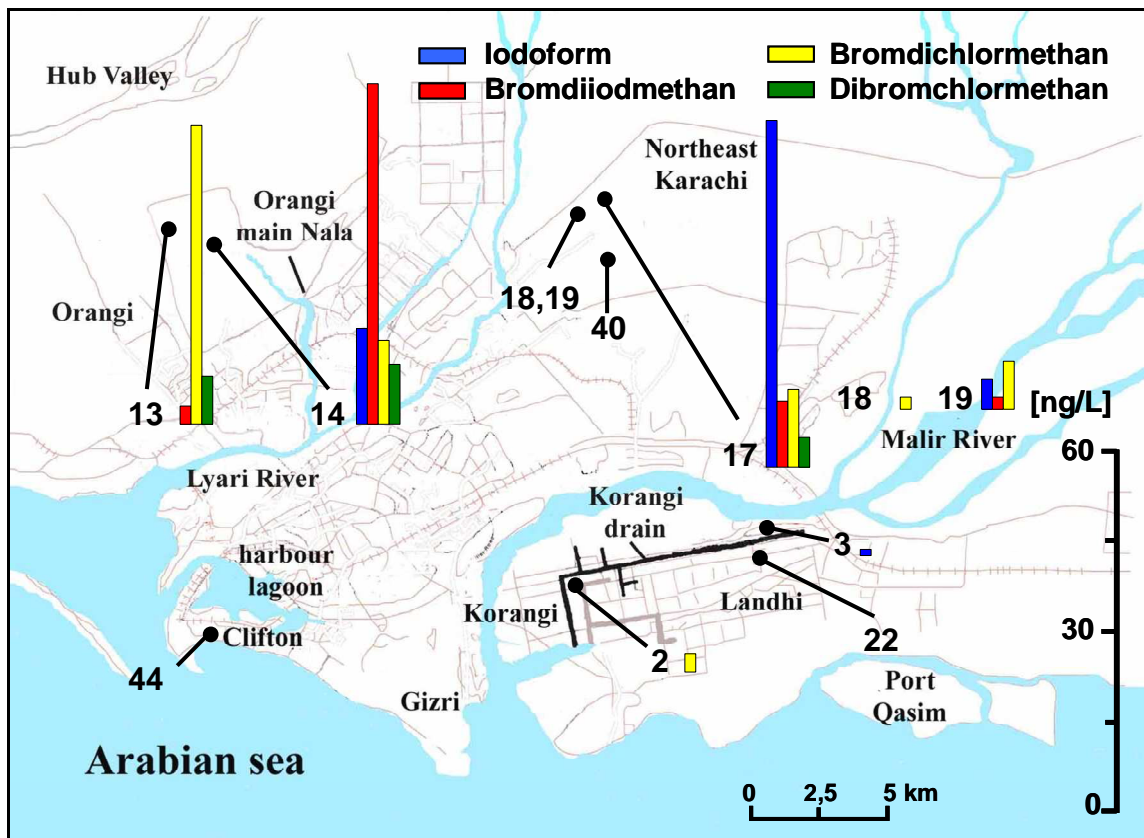 Iodoform
Bromdichlormethan
Hub Valley
Bromdiiodmethan
Dibromchlormethan
Northeast
Karachi
Orangi
main Nala
18,19
Orangi
40
13
14
18
19
[ng/L]
Malir River
17
60
Lyari River
Korangi
drain
3
harbour
lagoon
Korangi
Landhi
Clifton
2
22
30
44
Gizri
Port
Qasim
Arabian sea
0
2,5
5 km
0